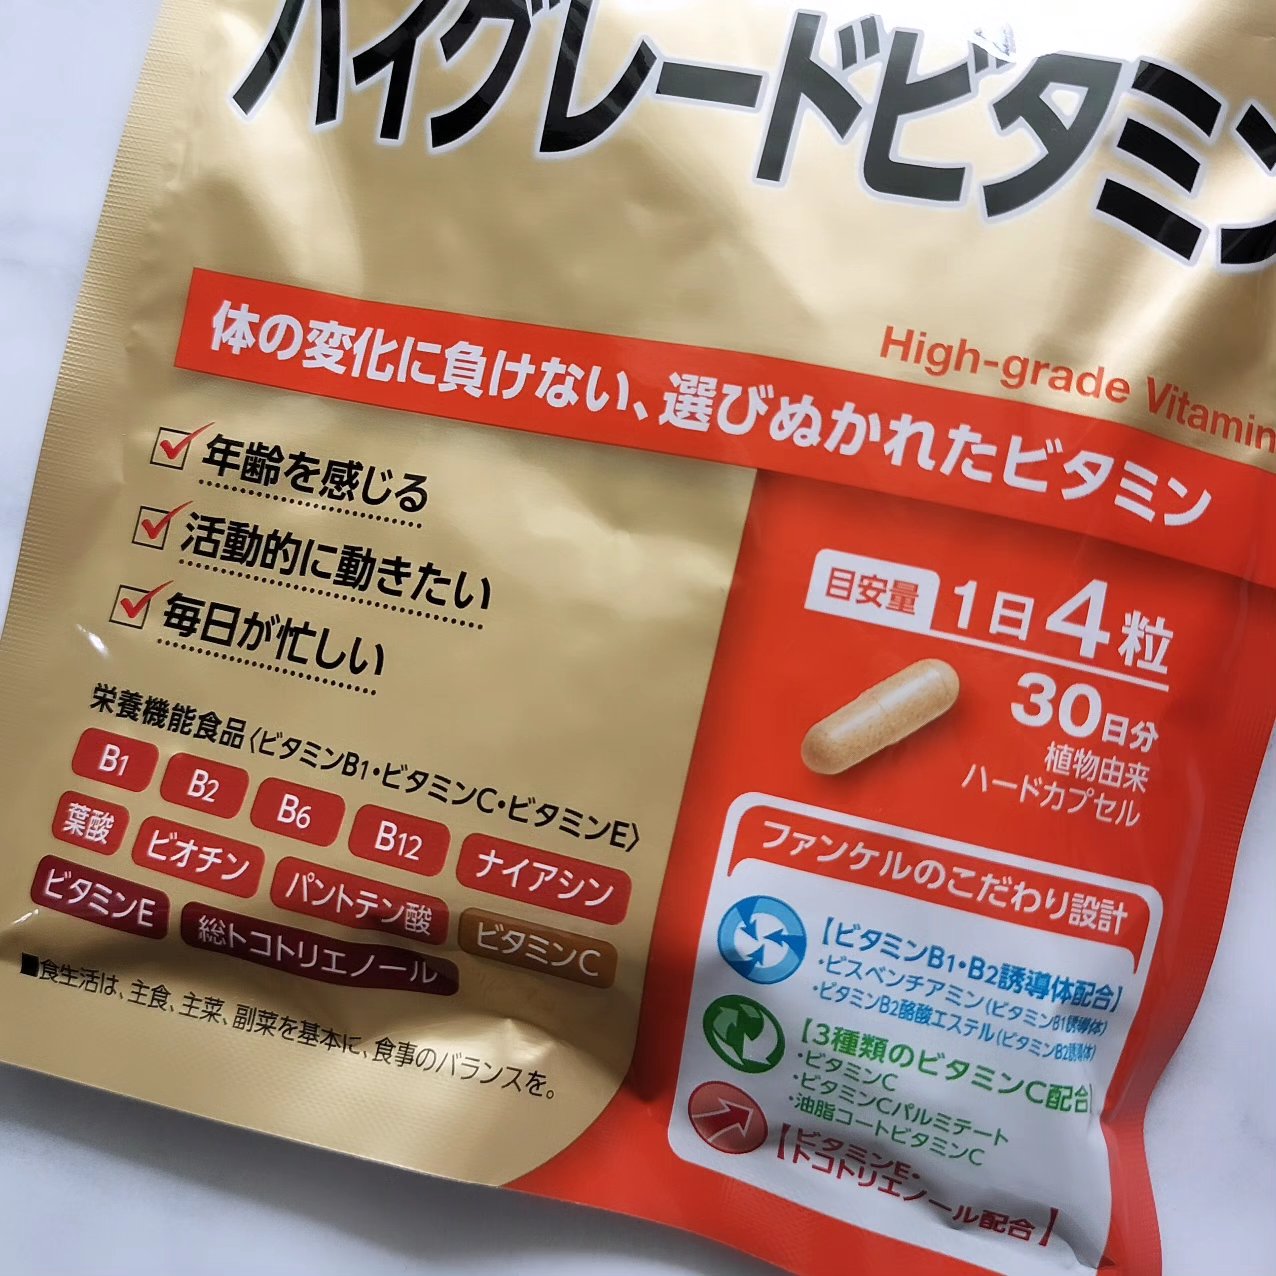 ハイグレードビタミン
High-grade Vitamin
体の変化に負けない、選びぬかれたビタミン
年齢を感じる
活動的に動きたい
毎日が忙しい
栄養機能食品〈ビタミンB1・ビタミンC・ビタミンE〉
B1 B2 B6 B12 ナイアシン
葉酸 ビオチン パントテン酸 ビタミンC
ビタミンE 総トコトリエノール
■食生活は、主食、主菜、副菜を基本に、食事のバランスを。
目安量 1日4粒
30日分
植物由来
ハードカプセル
ファンケルのこだわり設計
【ビタミンB1・B2誘導体配合】
・ビスベンチアミン(ビタミンB1誘導体)
・ビタミンB2酪酸エステル(ビタミンB2誘導体)
【3種類のビタミンC配合】
・ビタミンC
・ビタミンCパルミテート
・油脂コートビタミンC
【ビタミンE・
トコトリエノール配合】